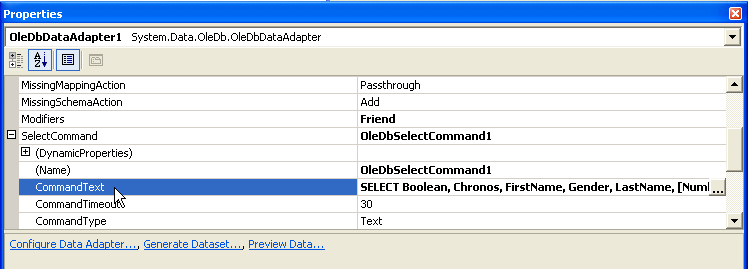 Properties
OleDbDataAdapter1 System.Data.OleDb.OleDbDataAdapter
MissingMappingAction Passthrough
MissingSchemaAction Add
Modifiers Friend
SelectCommand OleDbSelectCommand1
(DynamicProperties)
(Name) OleDbSelectCommand1
CommandText SELECT Boolean, Chronos, FirstName, Gender, LastName, [Num ...
CommandTimeout 30
CommandType Text
Configure Data Adapter..., Generate Dataset..., Preview Data...